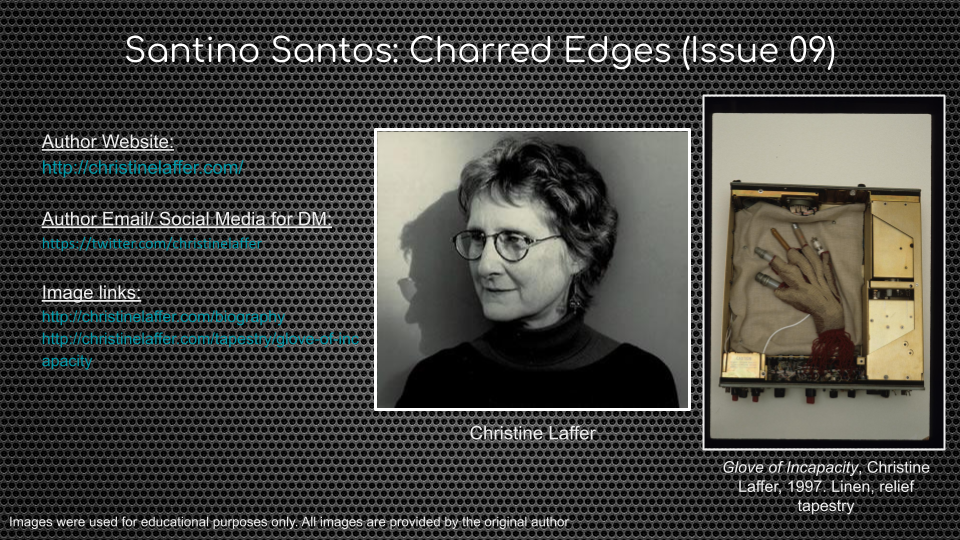 Santino Santos: Charred Edges (Issue 09)
Author Website:
http://christinelaffer.com/
Author Email/ Social Media for DM:
https://twitter.com/christinelaffer
Image links:
http://christinelaffer.com/biography
http://christinelaffer.com/tapestry/glove-of-inc
apacity
Christine Laffer
Glove of Incapacity, Christine
Laffer, 1997. Linen, relief
tapestry
Images were used for educational purposes only. All images are provided by the original author